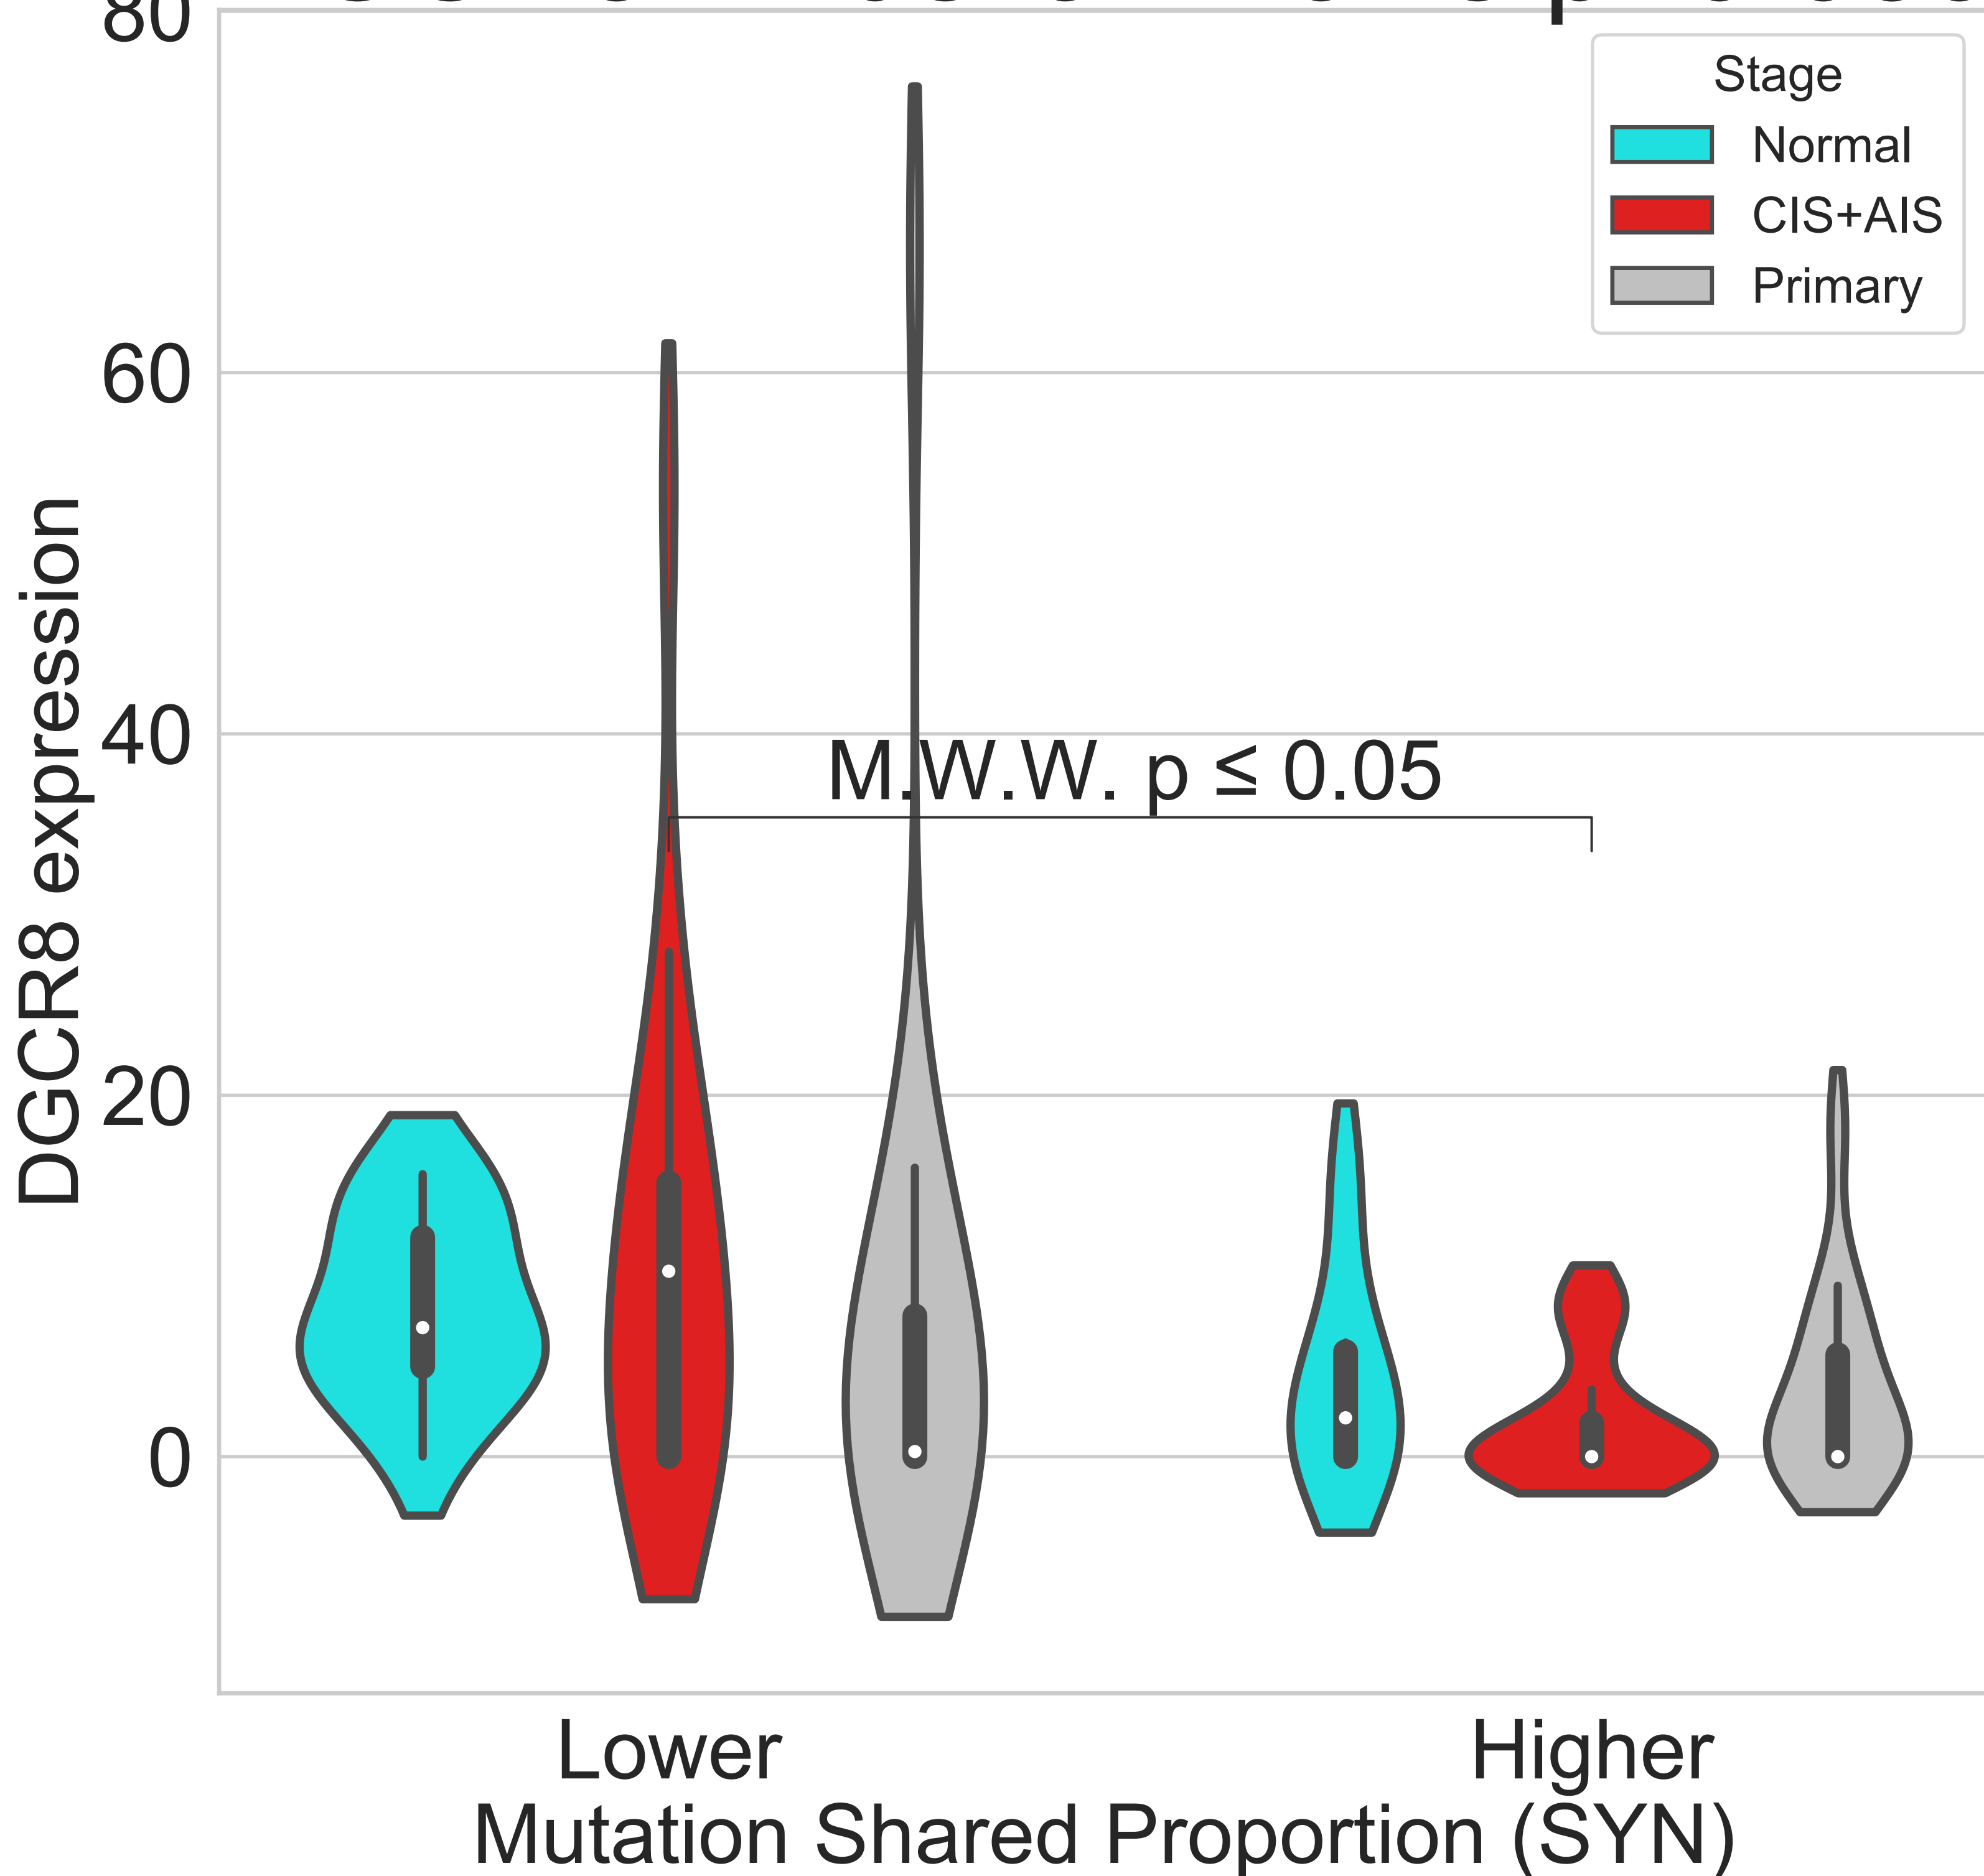 80
Stage
Normal
CIS+AIS
Primary
60
40
M.W.W. p ≤ 0.05
DGCR8 expression
20
0
Lower
Higher
Mutation Shared Proportion (SYN)